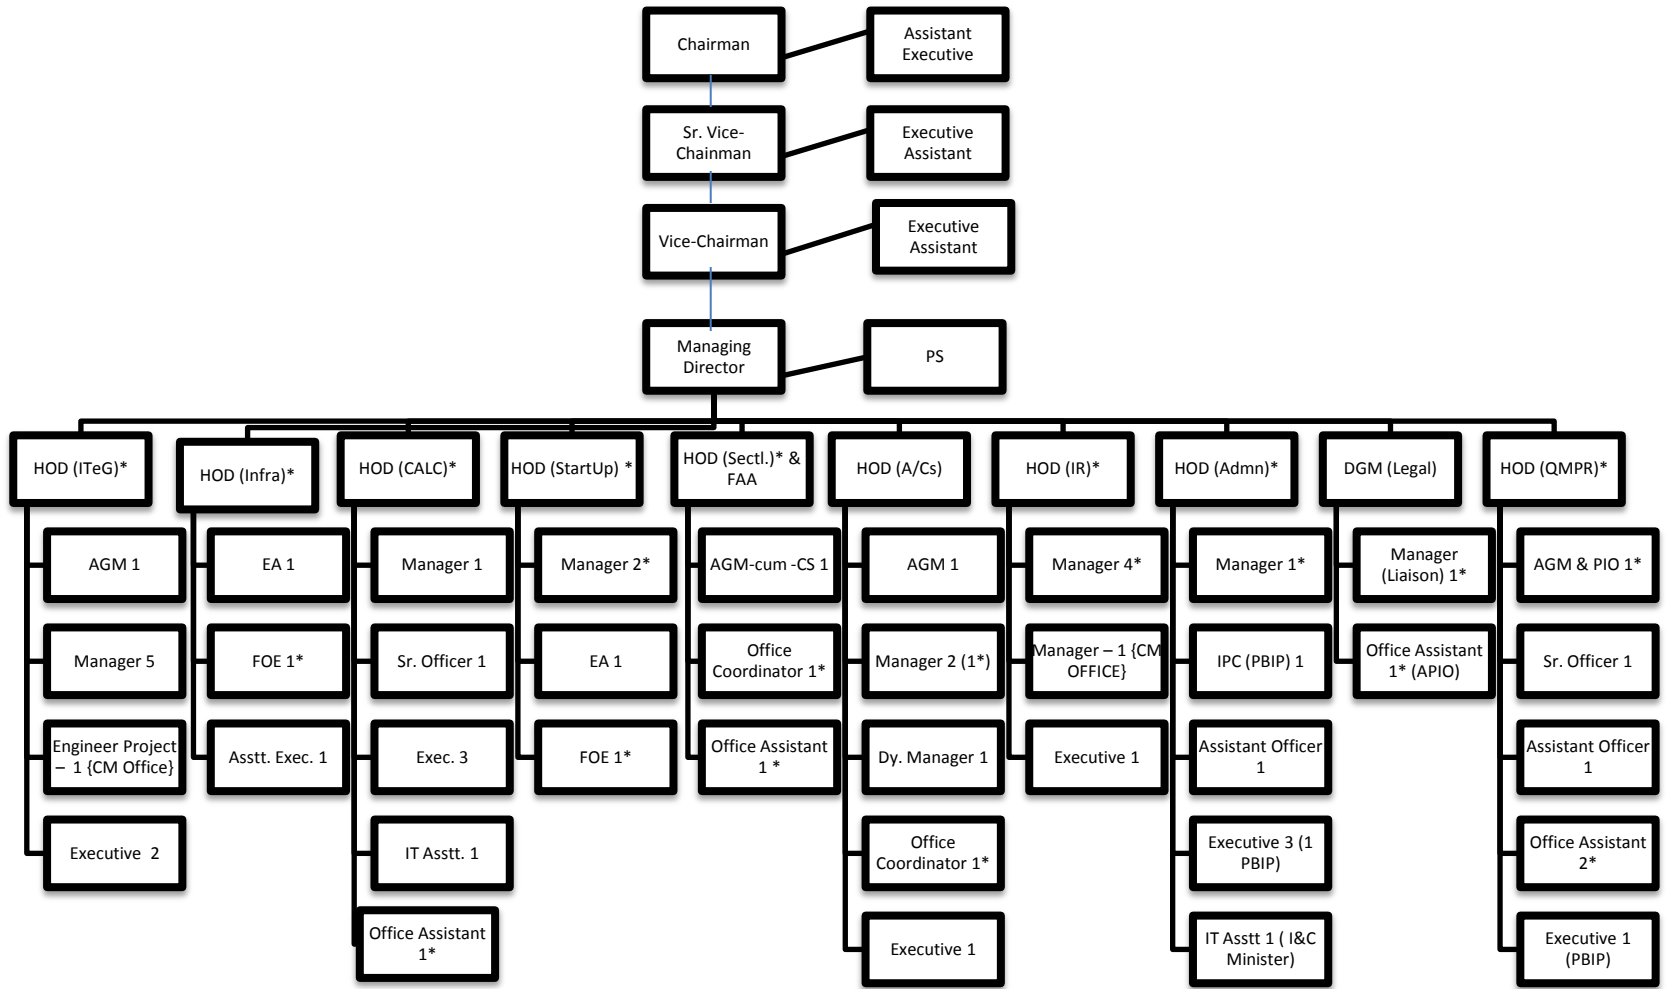 Chairman
Assistant
Executive
Sr. Vice-
Chainman
Executive
Assistant
Vice-Chairman
Executive
Assistant
Managing
Director
PS
HOD (ITeG)*
HOD (Infra)*
HOD (CALC)*
HOD (StartUp) *
HOD (Sectl.)* &
FAA
HOD (A/Cs)
HOD (IR)*
HOD (Admn)*
DGM (Legal)
HOD (QMPR)*
AGM 1
Manager 5
Engineer Project
– 1 {CM Office}
Executive 2
EA 1
FOE 1*
Asstt. Exec. 1
Manager 1
Sr. Officer 1
Exec. 3
IT Asstt. 1
Office Assistant
1*
Manager 2*
EA 1
FOE 1*
AGM-cum -CS 1
Office
Coordinator 1*
Office Assistant
1 *
AGM 1
Manager 2 (1*)
Dy. Manager 1
Office
Coordinator 1*
Executive 1
Manager 4*
Manager – 1 {CM
OFFICE}
Executive 1
Manager 1*
IPC (PBIP) 1
Assistant Officer
1
Executive 3 (1
PBIP)
IT Asstt 1 ( I&C
Minister)
Manager
(Liaison) 1*
Office Assistant
1* (APIO)
AGM & PIO 1*
Sr. Officer 1
Assistant Officer
1
Office Assistant
2*
Executive 1
(PBIP)